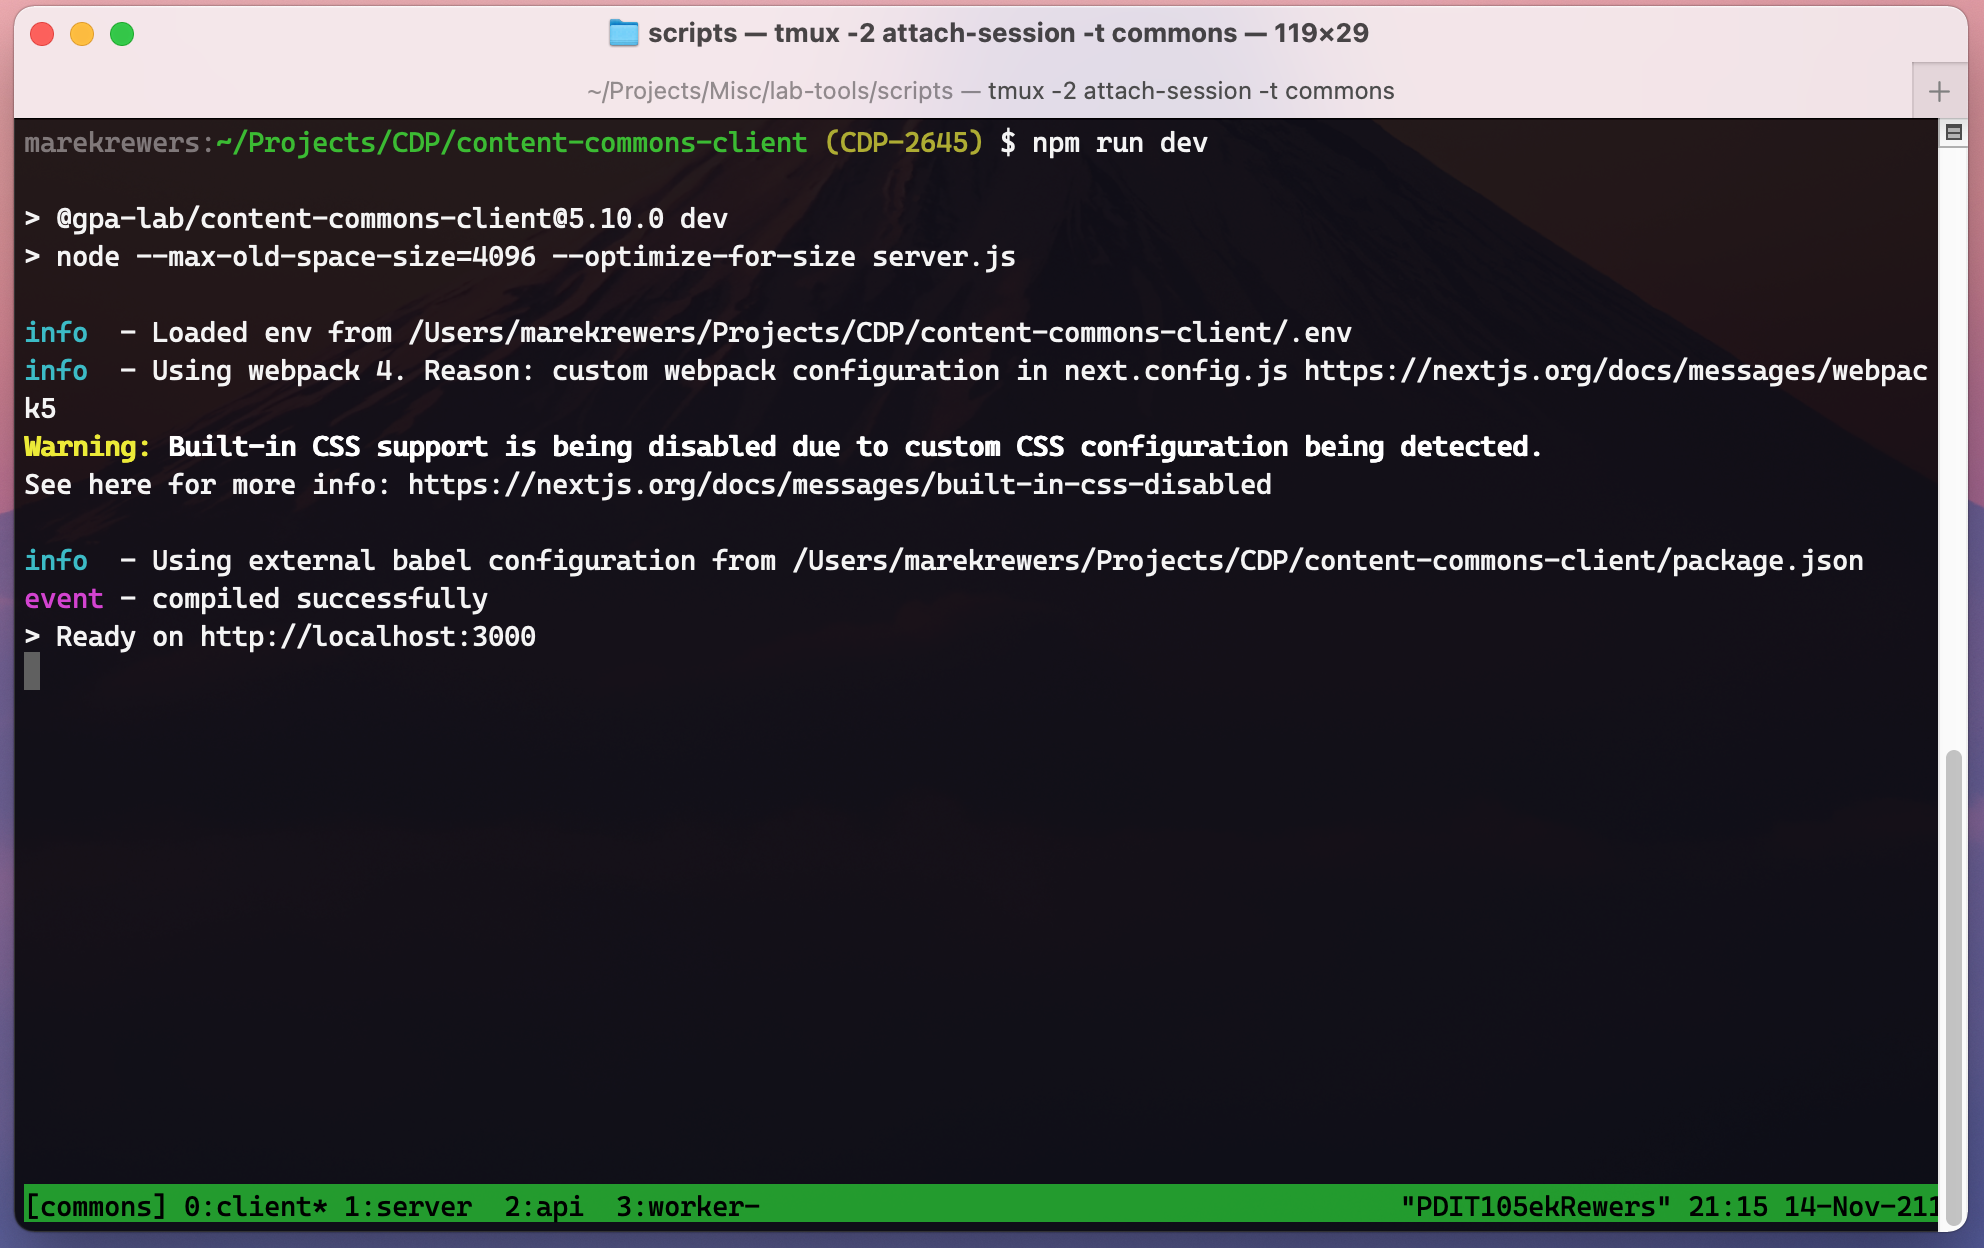 scripts — tmux -2 attach-session -t commons — 119×29
~/Projects/Misc/lab-tools/scripts — tmux -2 attach-session -t commons
marekrewers:~/Projects/CDP/content-commons-client (CDP-2645) $ npm run dev
> @gpa-lab/content-commons-client@5.10.0 dev
> node --max-old-space-size=4096 --optimize-for-size server.js
info  - Loaded env from /Users/marekrewers/Projects/CDP/content-commons-client/.env
info  - Using webpack 4. Reason: custom webpack configuration in next.config.js https://nextjs.org/docs/messages/webpac
k5
Warning: Built-in CSS support is being disabled due to custom CSS configuration being detected.
See here for more info: https://nextjs.org/docs/messages/built-in-css-disabled
info  - Using external babel configuration from /Users/marekrewers/Projects/CDP/content-commons-client/package.json
event - compiled successfully
> Ready on http://localhost:3000
[commons] 0:client* 1:server  2:api  3:worker- "PDIT105ekRewers" 21:15 14-Nov-211